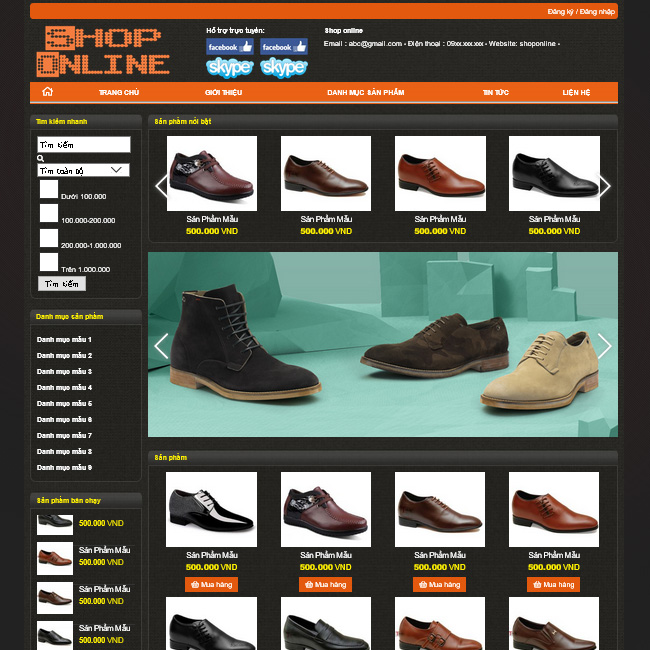 Đăng ký / Đăng nhập
SHOP
ONLINE
Hỗ trợ trực tuyến:
facebook facebook
skype skype
Shop online
Email : abc@gmail.com - Điện thoại : 09xx.xxx.xxx - Website: shoponline -
TRANG CHỦ GIỚI THIỆU DANH MỤC SẢN PHẨM TIN TỨC LIÊN HỆ
Tìm kiếm nhanh
Tìm kiếm
Tìm toàn bộ
Dưới 100.000
100.000-200.000
200.000-1.000.000
Trên 1.000.000
Tìm kiếm
Danh mục sản phẩm
Danh mục mẫu 1
Danh mục mẫu 2
Danh mục mẫu 3
Danh mục mẫu 4
Danh mục mẫu 5
Danh mục mẫu 6
Danh mục mẫu 7
Danh mục mẫu 8
Danh mục mẫu 9
Sản phẩm bán chạy
500.000 VND
Sản Phẩm Mẫu
500.000 VND
Sản Phẩm Mẫu
500.000 VND
Sản Phẩm Mẫu
500.000 VND
Sản phẩm nổi bật
Sản Phẩm Mẫu Sản Phẩm Mẫu Sản Phẩm Mẫu Sản Phẩm Mẫu
500.000 VND 500.000 VND 500.000 VND 500.000 VND
Sản phẩm
Sản Phẩm Mẫu Sản Phẩm Mẫu Sản Phẩm Mẫu Sản Phẩm Mẫu
500.000 VND 500.000 VND 500.000 VND 500.000 VND
Mua hàng Mua hàng Mua hàng Mua hàng